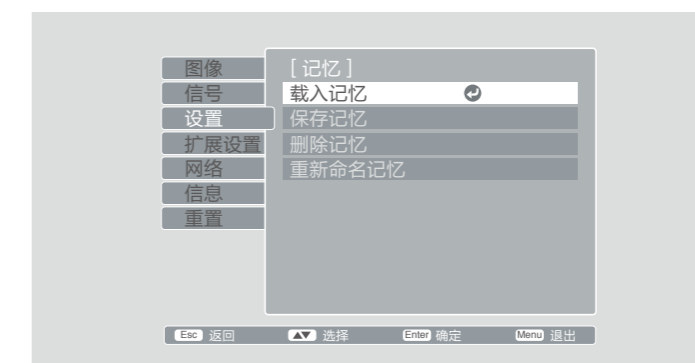 图像
信号
设置
扩展设置
网络
信息
重置
[ 记忆 ]
载入记忆
保存记忆
删除记忆
重新命名记忆
Esc 返回 ▲▼ 选择 Enter 确定 Menu 退出